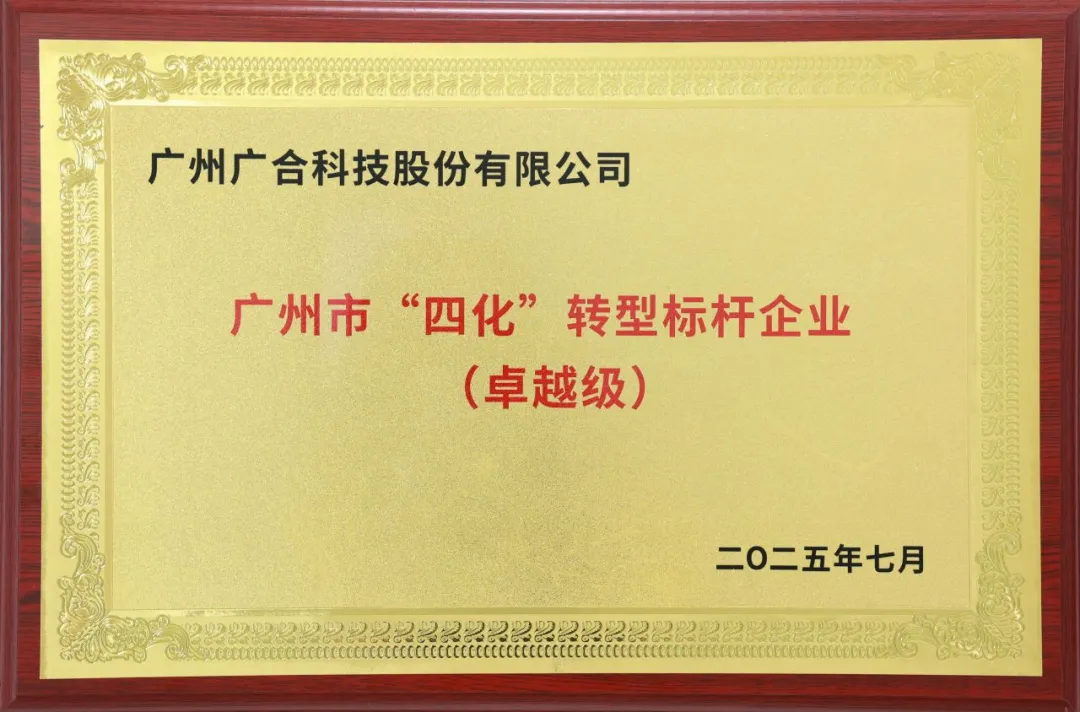 广州广合科技股份有限公司
广州市“四化”转型标杆企业
（卓越级）
二O二五年七月